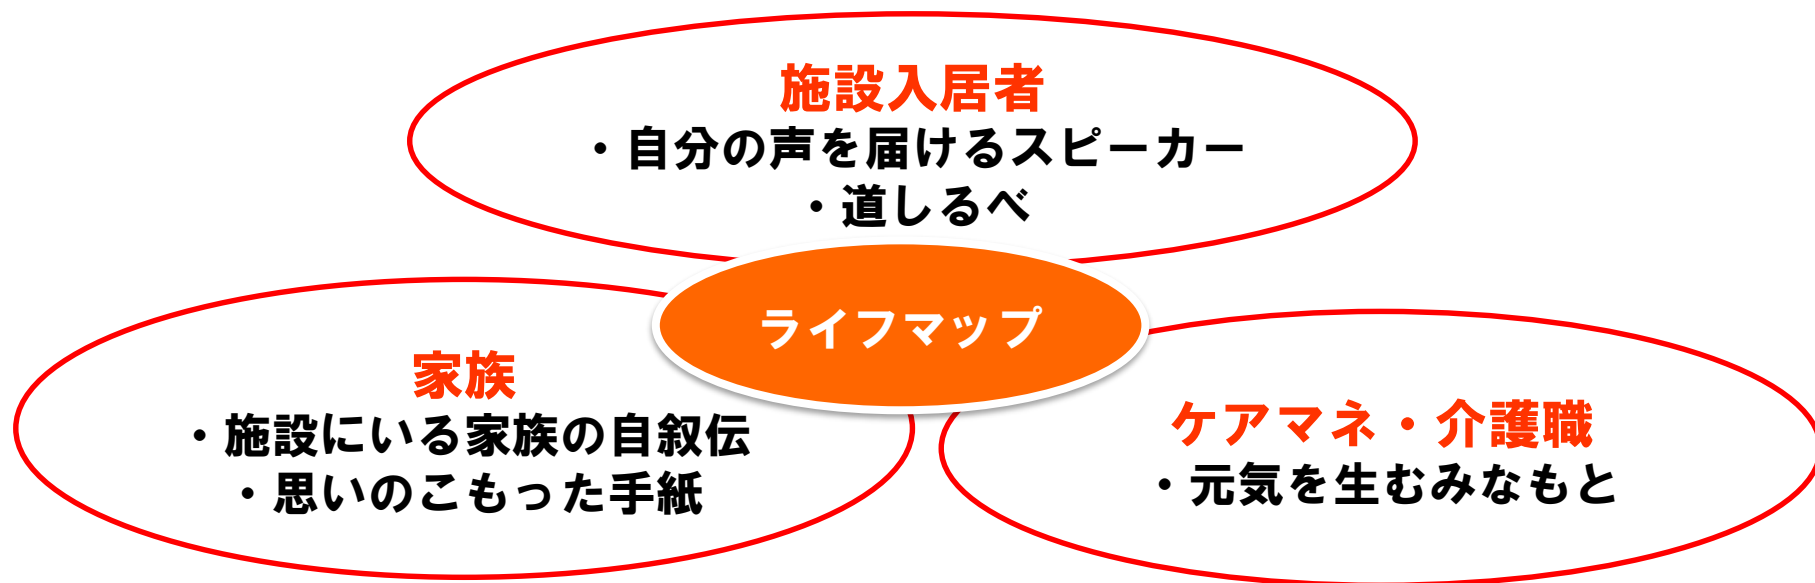 施設入居者
・自分の声を届けるスピーカー
・道しるべ
ライフマップ
家族
・施設にいる家族の自叙伝
・思いのこもった手紙
ケアマネ・介護職
・元気を生むみなもと